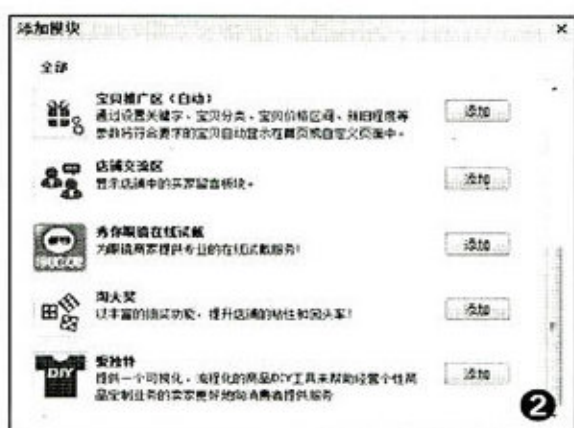 添加模块
×
全部
宝贝推广区（自动）
通过设置关键字、宝贝分类、宝贝价格区间、新旧程度等
参数将符合要求的宝贝自动显示在首页或自定义页面中。
添加
店铺交流区
显示店铺中的买家留言板块。
添加
秀你眼镜在线试戴
为眼镜商家提供专业的在线试戴服务!
添加
淘大奖
以丰富的抽奖功能，提升店铺的粘性和回头率!
添加
爱独特
DIY
提供一个可视化、流程化的商品DIY工具来帮助经营个性商
品定制业务的卖家更好地向消费者提供服务
添加
2